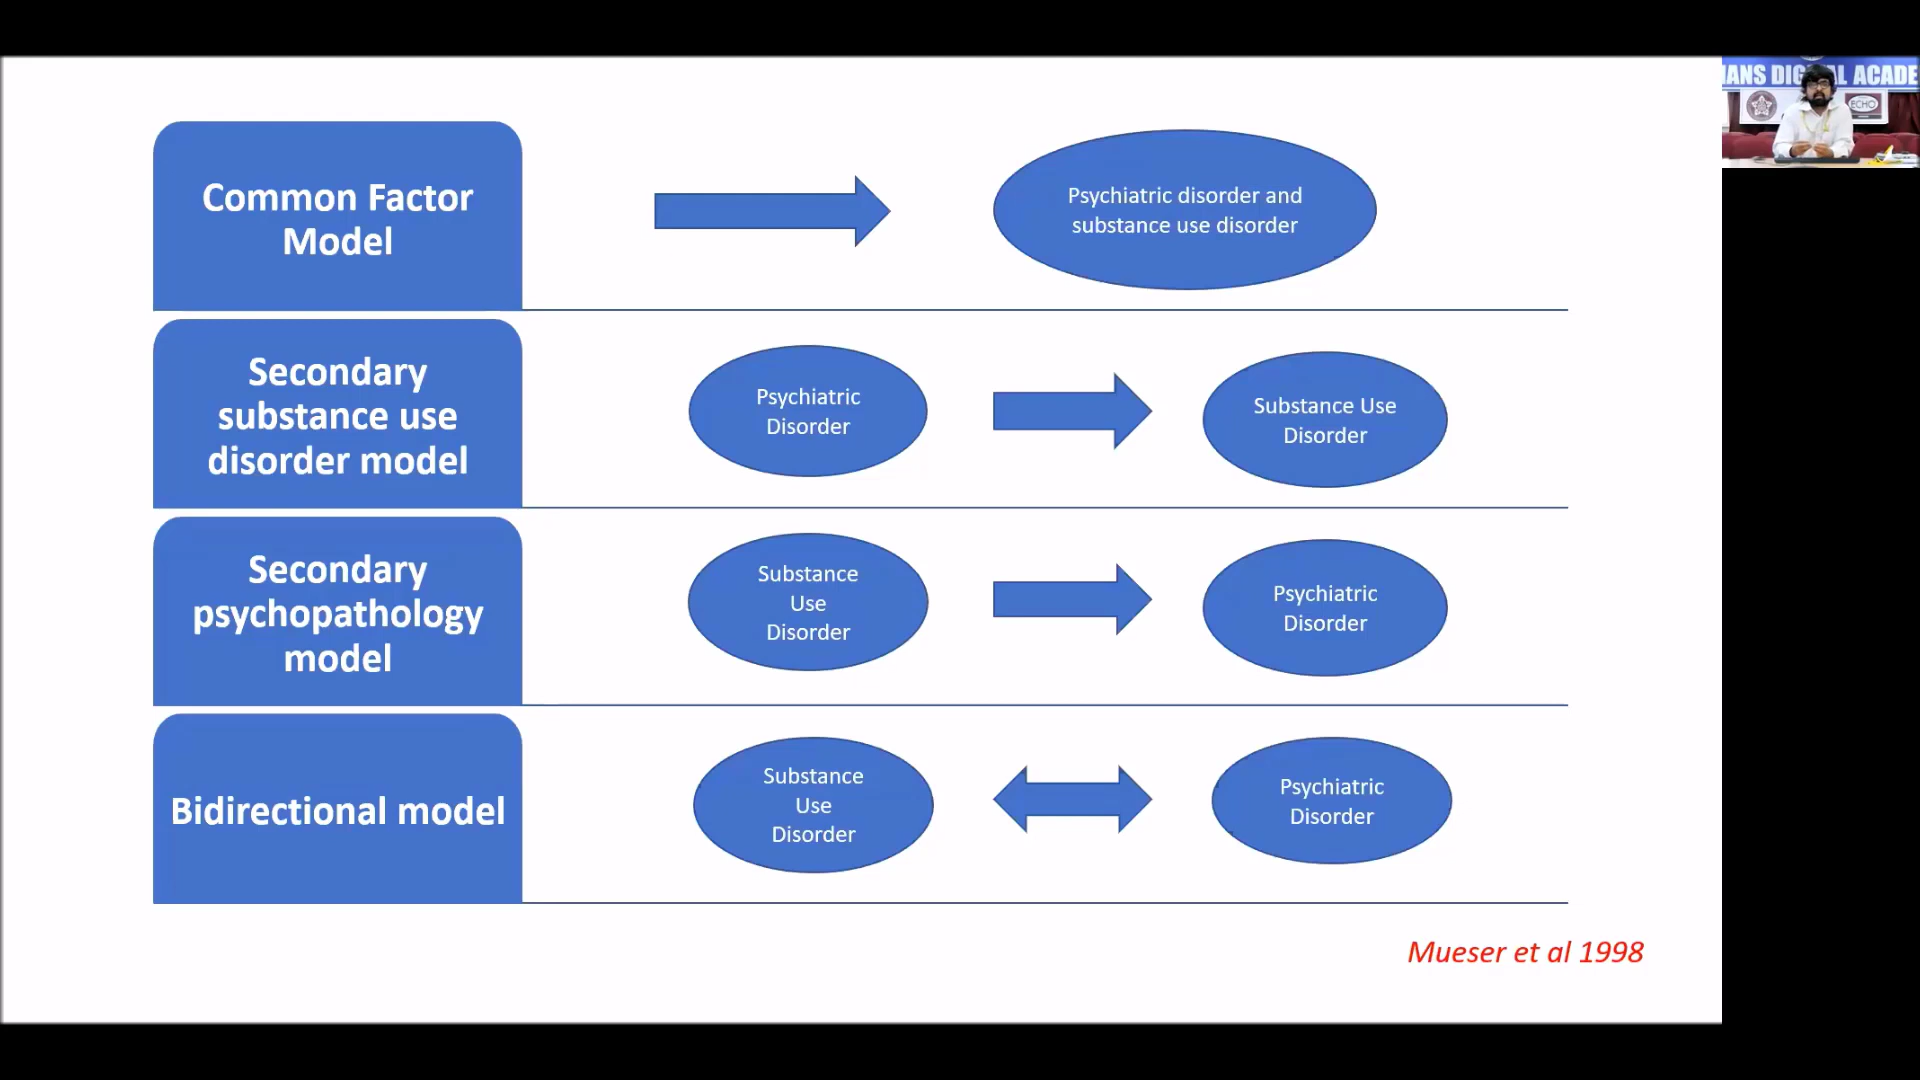 Common Factor
Model
Psychiatric disorder and
substance use disorder
Secondary
substance use
disorder model
Psychiatric
Disorder
Substance Use
Disorder
Secondary
psychopathology
model
Substance
Use
Disorder
Psychiatric
Disorder
Bidirectional model
Substance
Use
Disorder
Psychiatric
Disorder
Mueser et al 1998
ECHO